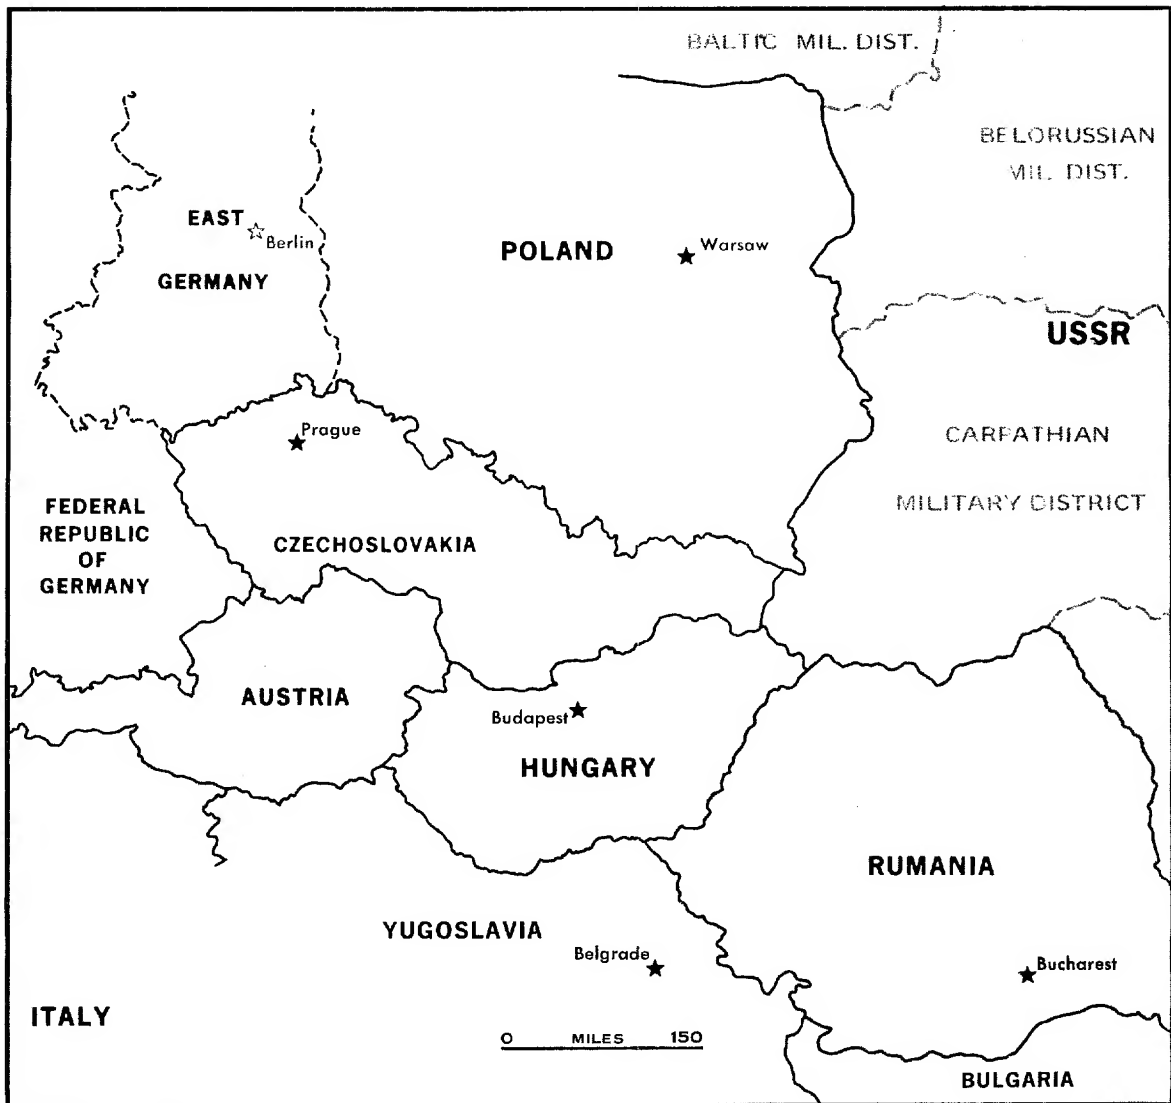 BALTIC MIL. DIST.
BELORUSSIAN
MIL. DIST.
EAST
Berlin
GERMANY
POLAND
Warsaw
USSR
Prague
CARPATHIAN
MILITARY DISTRICT
FEDERAL
REPUBLIC
OF
GERMANY
CZECHOSLOVAKIA
AUSTRIA
Budapest
HUNGARY
RUMANIA
YUGOSLAVIA
Belgrade
Bucharest
ITALY
0 MILES 150
BULGARIA